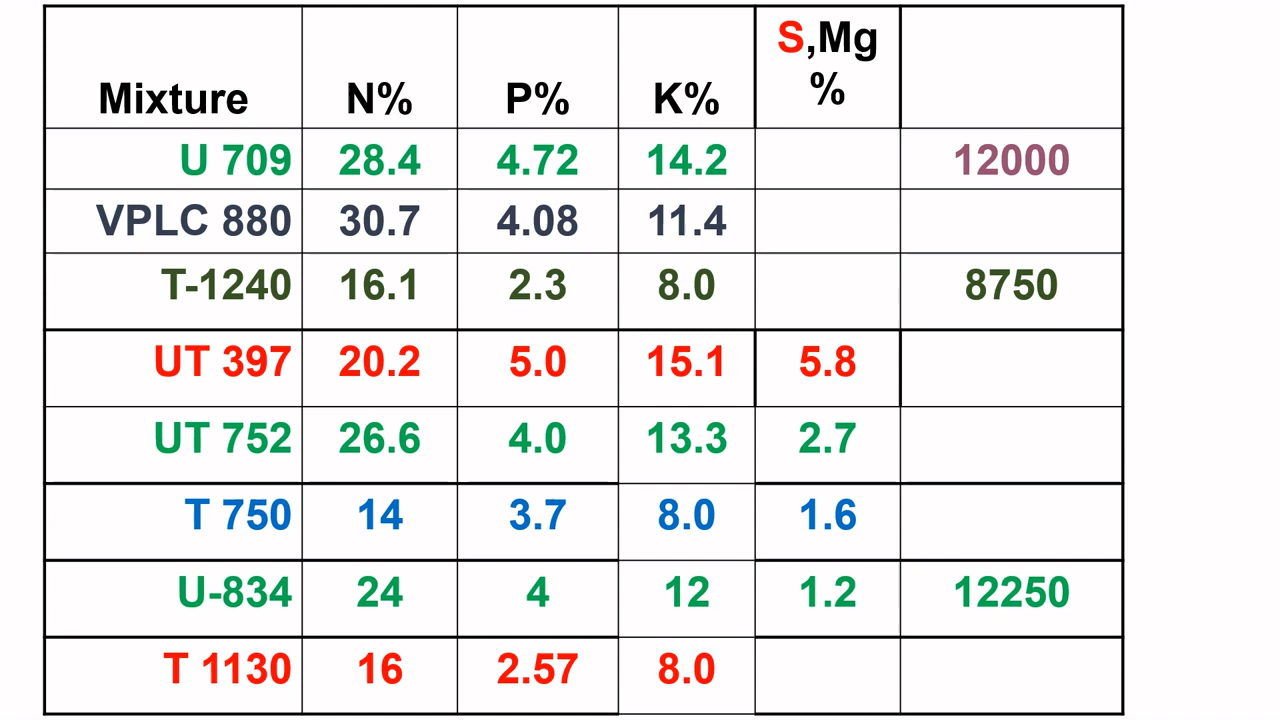 Mixture N% P% K% S,Mg %
U 709 28.4 4.72 14.2 12000
VPLC 880 30.7 4.08 11.4
T-1240 16.1 2.3 8.0 8750
UT 397 20.2 5.0 15.1 5.8
UT 752 26.6 4.0 13.3 2.7
T 750 14 3.7 8.0 1.6
U-834 24 4 12 1.2 12250
T 1130 16 2.57 8.0